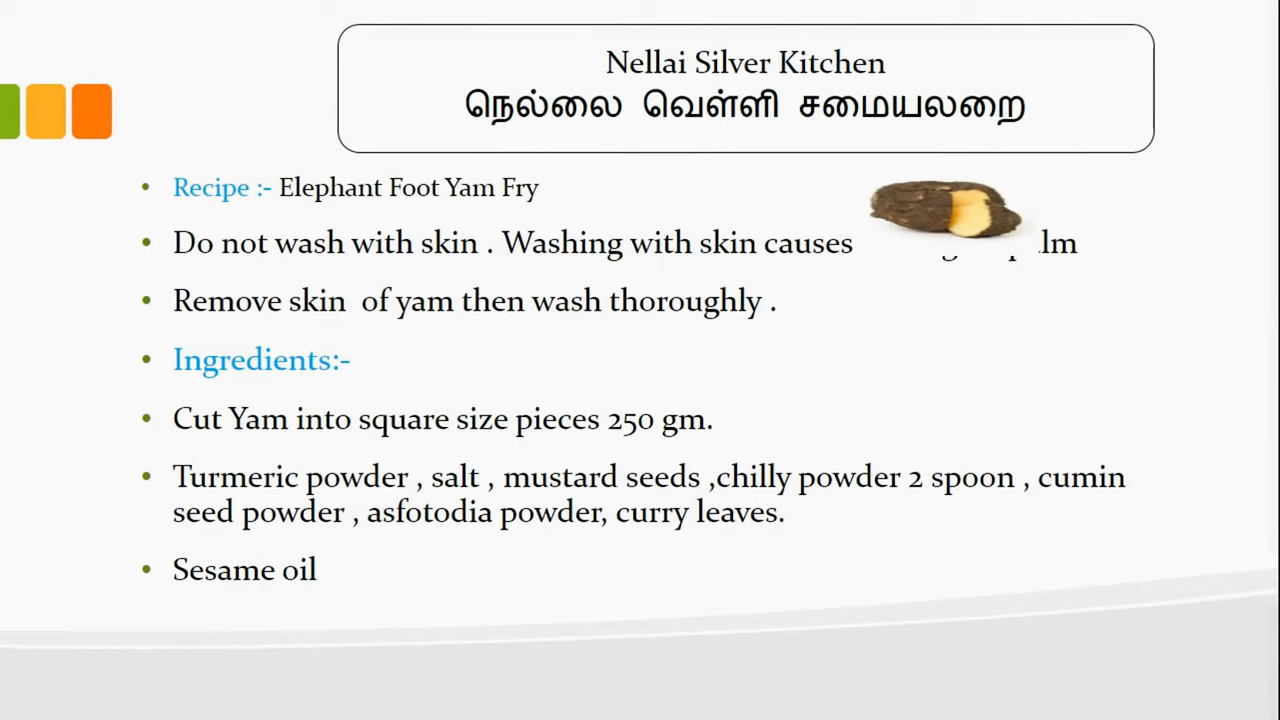 Nellai Silver Kitchen
நெல்லை வெள்ளி சமையலறை
Recipe :- Elephant Foot Yam Fry
Do not wash with skin . Washing with skin causes
Remove skin of yam then wash thoroughly .
Ingredients:-
Cut Yam into square size pieces 250 gm.
Turmeric powder , salt , mustard seeds ,chilly powder 2 spoon , cumin
seed powder , asfotodia powder, curry leaves.
Sesame oil